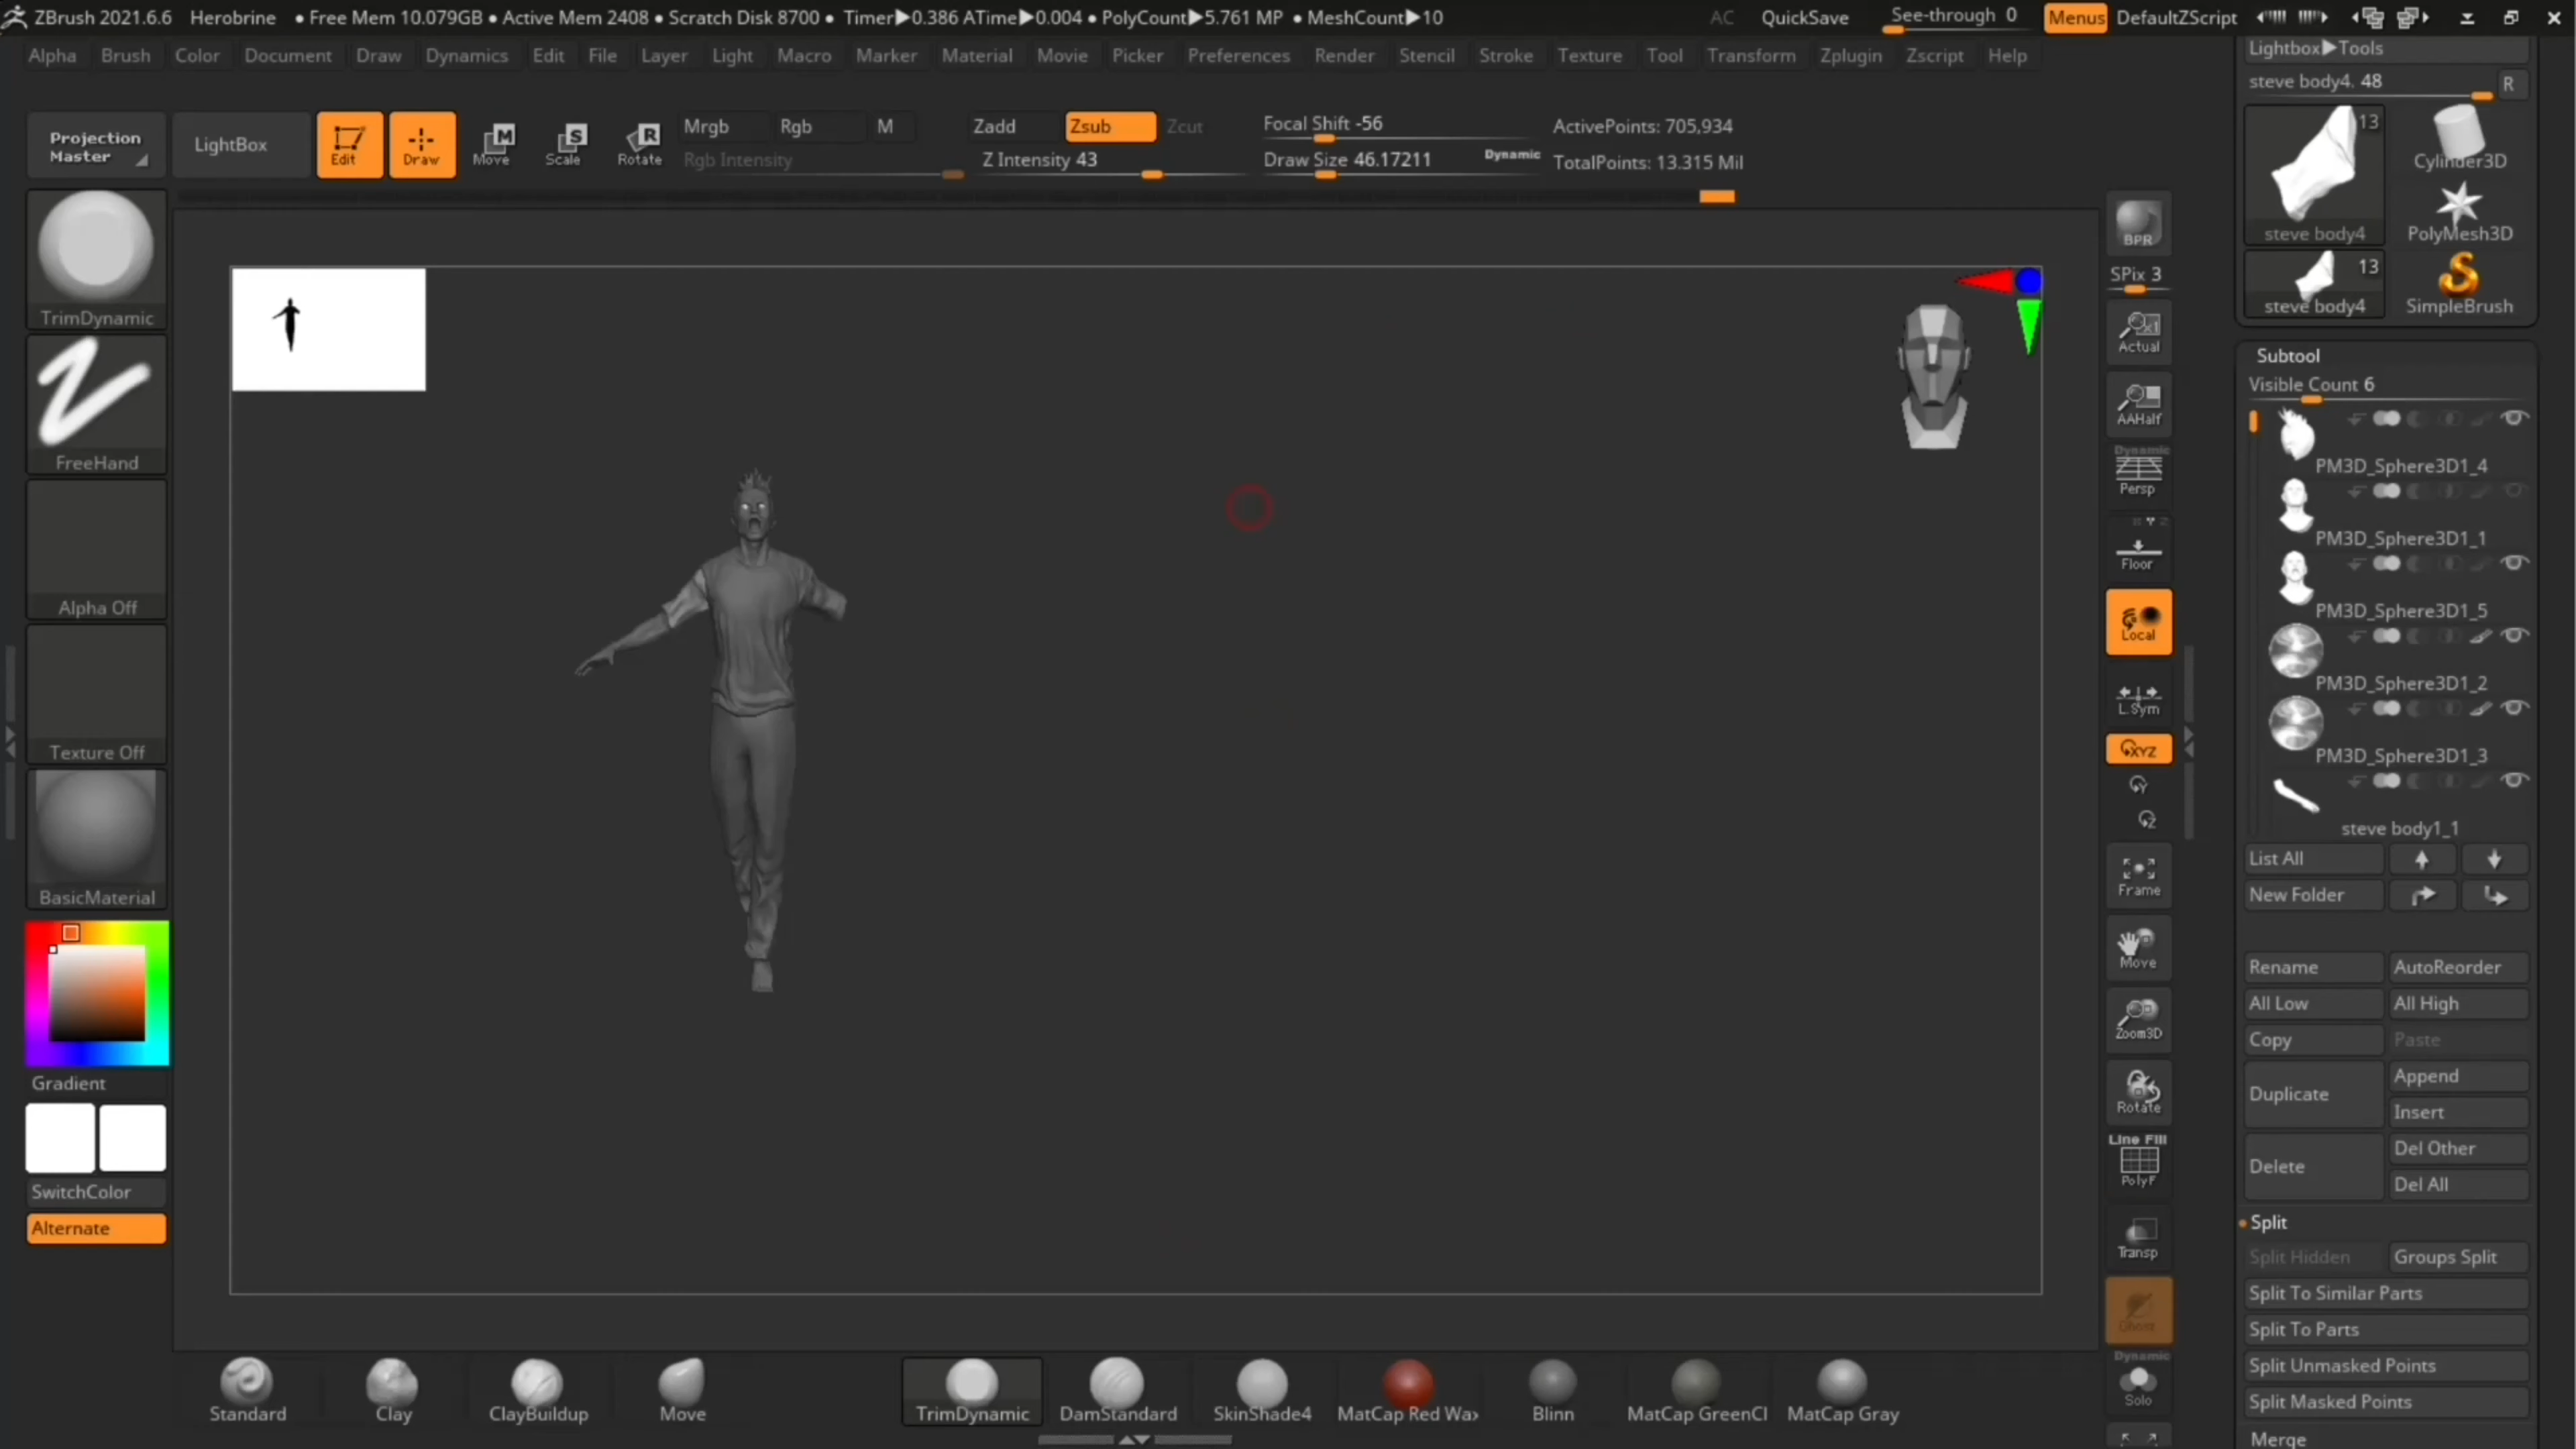 ZBrush 2021.6.6 Herobrine • Free Mem 10.079GB • Active Mem 2408 • Scratch Disk 8700 • Timer▶0.386 ATime▶0.004 • PolyCount▶5.761 MP • MeshCount▶10 AC QuickSave See-through 0 Menus DefaultZScript
Alpha Brush Color Document Draw Dynamics Edit File Layer Light Macro Marker Material Movie Picker Preferences Render Stencil Stroke Texture Tool Transform Zplugin Zscript Help
Projection Master
LightBox
Edit
Draw
M
Move
S
Scale
R
Rotate
Mrgb Rgb M
Rgb Intensity
Zadd Zsub Zcut
Z Intensity 43
Focal Shift -56
Draw Size 46.17211 Dynamic
ActivePoints: 705,934
TotalPoints: 13.315 Mil
TrimDynamic
FreeHand
Alpha Off
Texture Off
BasicMaterial
Gradient
SwitchColor
Alternate
BPR
SPix 3
Actual
AAHalf
Dynamic
Persp
Floor
Local
L.Sym
XYZ
Y
Z
Frame
Move
Zoom3D
Rotate
Line Fill
PolyF
Transp
Ghost
Dynamic
Solo
Lightbox▶Tools
steve body4. 48 R
13
steve body4
Cylinder3D
PolyMesh3D
13
steve body4
SimpleBrush
Subtool
Visible Count 6
PM3D_Sphere3D1_4
PM3D_Sphere3D1_1
PM3D_Sphere3D1_5
PM3D_Sphere3D1_2
PM3D_Sphere3D1_3
steve body1_1
List All
New Folder
Rename AutoReorder
All Low All High
Copy Paste
Duplicate Append
Insert
Delete Del Other
Del All
Split
Split Hidden Groups Split
Split To Similar Parts
Split To Parts
Split Unmasked Points
Split Masked Points
Merge
Standard Clay ClayBuildup Move TrimDynamic DamStandard SkinShade4 MatCap Red Wax Blinn MatCap GreenCl MatCap Gray